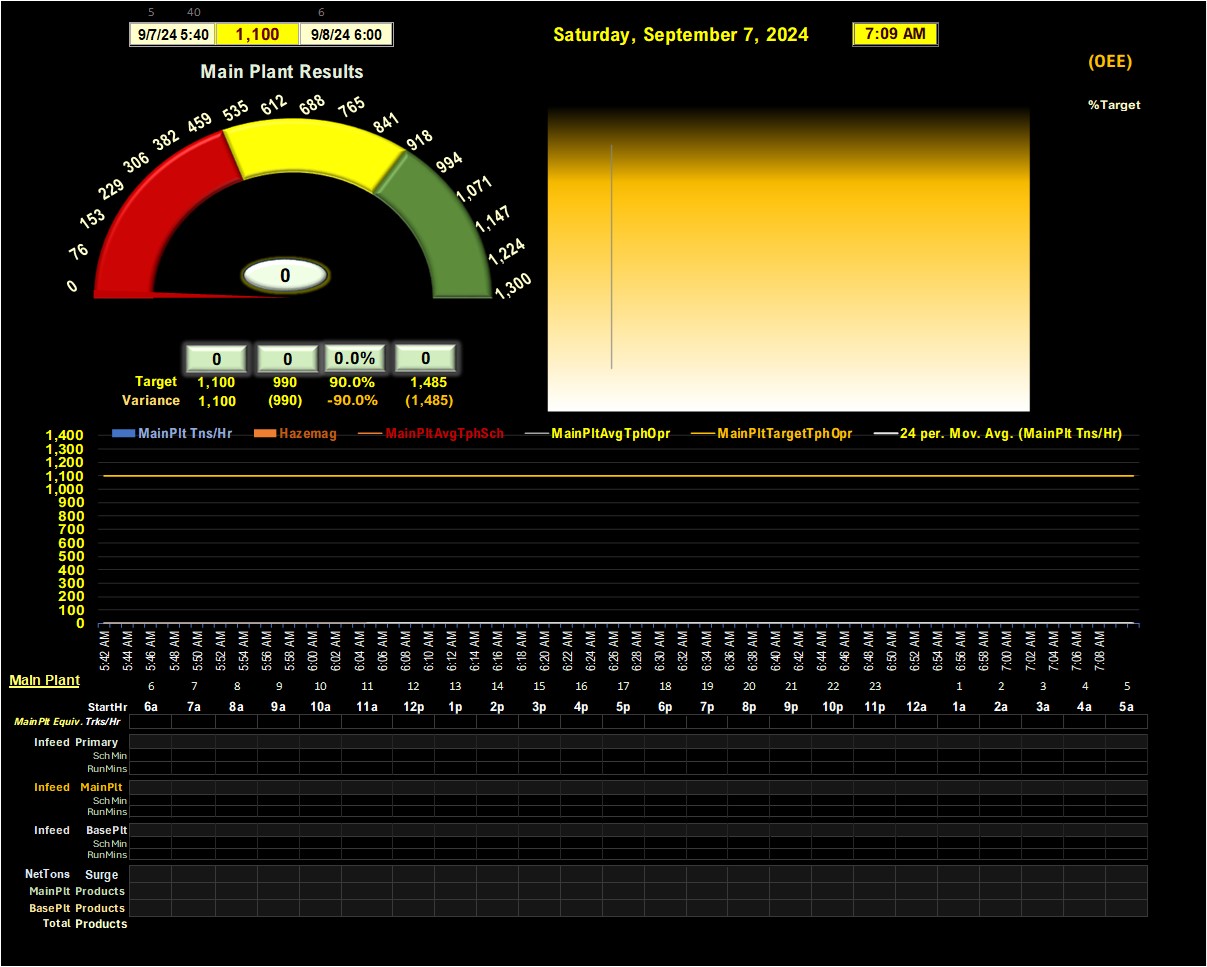 5 40 6
9/7/24 5:40 1,100 9/8/24 6:00
Saturday, September 7, 2024 7:09 AM
(OEE)
%Target
Main Plant Results
0 76 153 229 306 382 459 535 612 688 765 841 918 994 1,071 1,147 1,224 1,300
0
0 0 0.0% 0
Target 1,100 990 90.0% 1,485
Variance 1,100 (990) -90.0% (1,485)
MainPlt Tns/Hr Hazemag MainPltAvgTphSch MainPltAvgTphOpr MainPltTargetTphOpr 24 per. Mov. Avg. (MainPlt Tns/Hr)
1,400
1,300
1,200
1,100
1,000
900
800
700
600
500
400
300
200
100
0
5:42 AM 5:44 AM 5:46 AM 5:48 AM 5:50 AM 5:52 AM 5:54 AM 5:56 AM 5:58 AM 6:00 AM 6:02 AM 6:04 AM 6:06 AM 6:08 AM 6:10 AM 6:12 AM 6:14 AM 6:16 AM 6:18 AM 6:20 AM 6:22 AM 6:24 AM 6:26 AM 6:28 AM 6:30 AM 6:32 AM 6:34 AM 6:36 AM 6:38 AM 6:40 AM 6:42 AM 6:44 AM 6:46 AM 6:48 AM 6:50 AM 6:52 AM 6:54 AM 6:56 AM 6:58 AM 7:00 AM 7:02 AM 7:04 AM 7:06 AM 7:08 AM
Main Plant
6 7 8 9 10 11 12 13 14 15 16 17 18 19 20 21 22 23 1 2 3 4 5
StartHr 6a 7a 8a 9a 10a 11a 12p 1p 2p 3p 4p 5p 6p 7p 8p 9p 10p 11p 12a 1a 2a 3a 4a 5a
MainPlt Equiv. Trks/Hr
Infeed Primary
SchMin
RunMins
Infeed MainPlt
SchMin
RunMins
Infeed BasePlt
SchMin
RunMins
NetTons Surge
MainPlt Products
BasePlt Products
Total Products